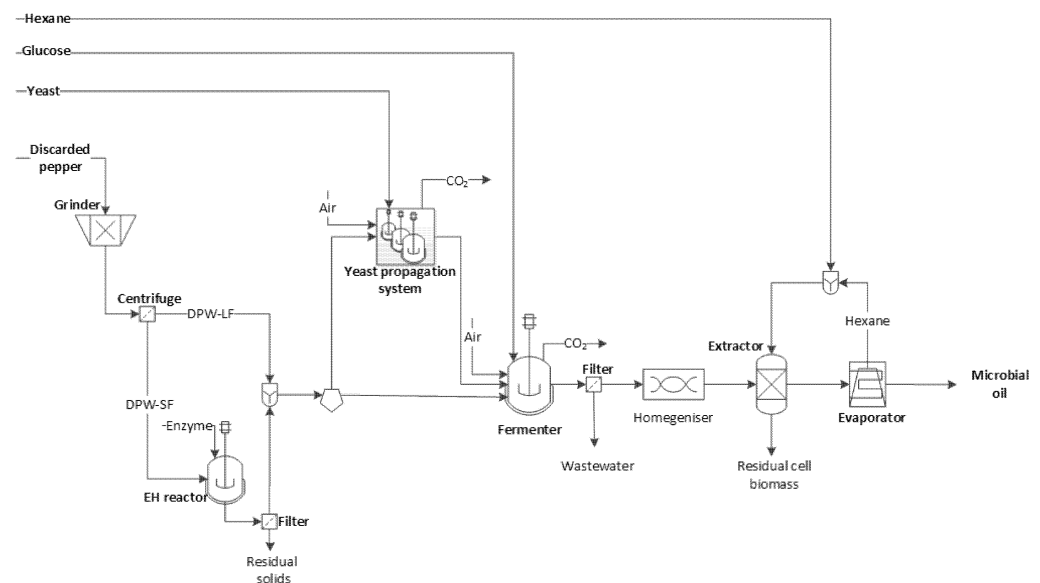 Hexane
Glucose
Yeast
Discarded
pepper
CO₂
Air
Grinder
Yeast propagation
system
Centrifuge
DPW-LF
Hexane
Air
CO₂
Extractor
Filter
Microbial
oil
DPW-SF
Homegeniser
Evaporator
Enzyme
Fermenter
Wastewater
Residual cell
biomass
EH reactor
Filter
Residual
solids